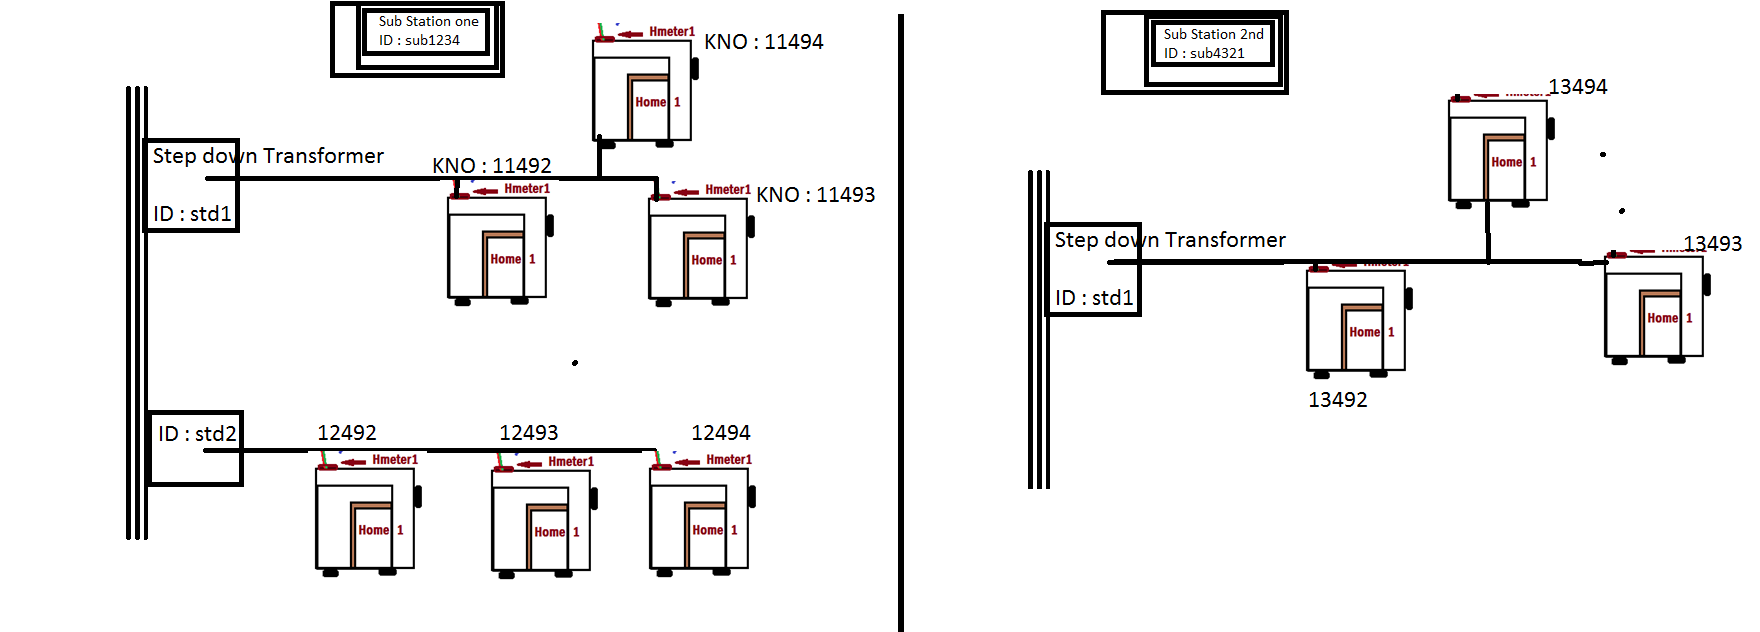 Sub Station one
ID : sub1234
Hmeter1
KNO : 11494
Home 1
Step down Transformer
KNO : 11492
Hmeter1
Hmeter1
KNO : 11493
ID : std1
Home 1
Home 1
ID : std2
12492
12493
12494
Hmeter1
Hmeter1
Hmeter1
Home 1
Home 1
Home 1
Sub Station 2nd
ID : sub4321
13494
Home 1
Step down Transformer
13493
ID : std1
Home 1
Home 1
13492